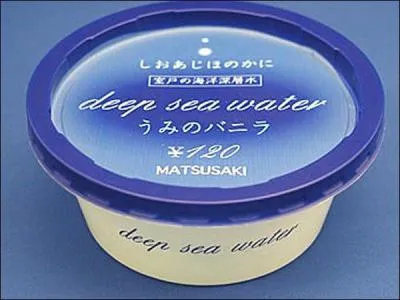 しおあじほのかに
室戸の海洋深層水
deep sea water
うみのバニラ
¥120
MATSUSAKI
deep sea water